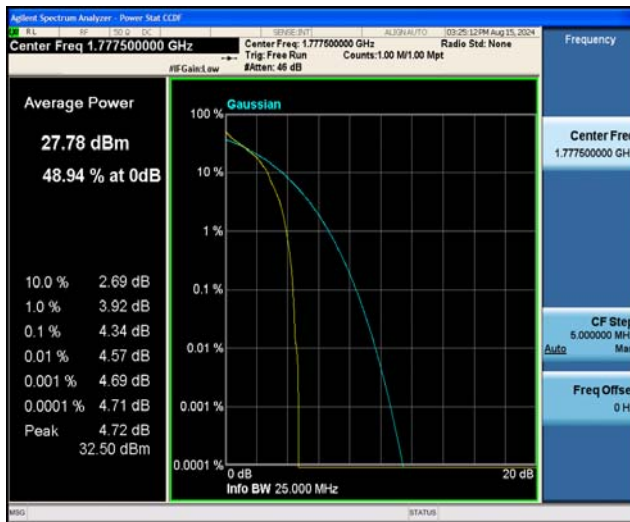 Agilent Spectrum Analyzer - Power Stat CCDF
RL RF 50 Ω DC SENSE:INT ALIGN AUTO 03:25:12 PM Aug 15, 2024
Center Freq 1.777500000 GHz
Center Freq: 1.777500000 GHz Radio Std: None
Trig: Free Run Counts:1.00 M/1.00 Mpt
#IFGain:Low #Atten: 46 dB
Frequency
Average Power
27.78 dBm
48.94 % at 0dB
10.0 % 2.69 dB
1.0 % 3.92 dB
0.1 % 4.34 dB
0.01 % 4.57 dB
0.001 % 4.69 dB
0.0001 % 4.71 dB
Peak 4.72 dB
32.50 dBm
Gaussian
100 %
10 %
1 %
0.1 %
0.01 %
0.001 %
0.0001 %
0 dB 20 dB
Info BW 25.000 MHz
Center Fre
1.777500000 GH
CF Step
5.000000 MH
Auto Ma
Freq Offse
0 H
MSG STATUS